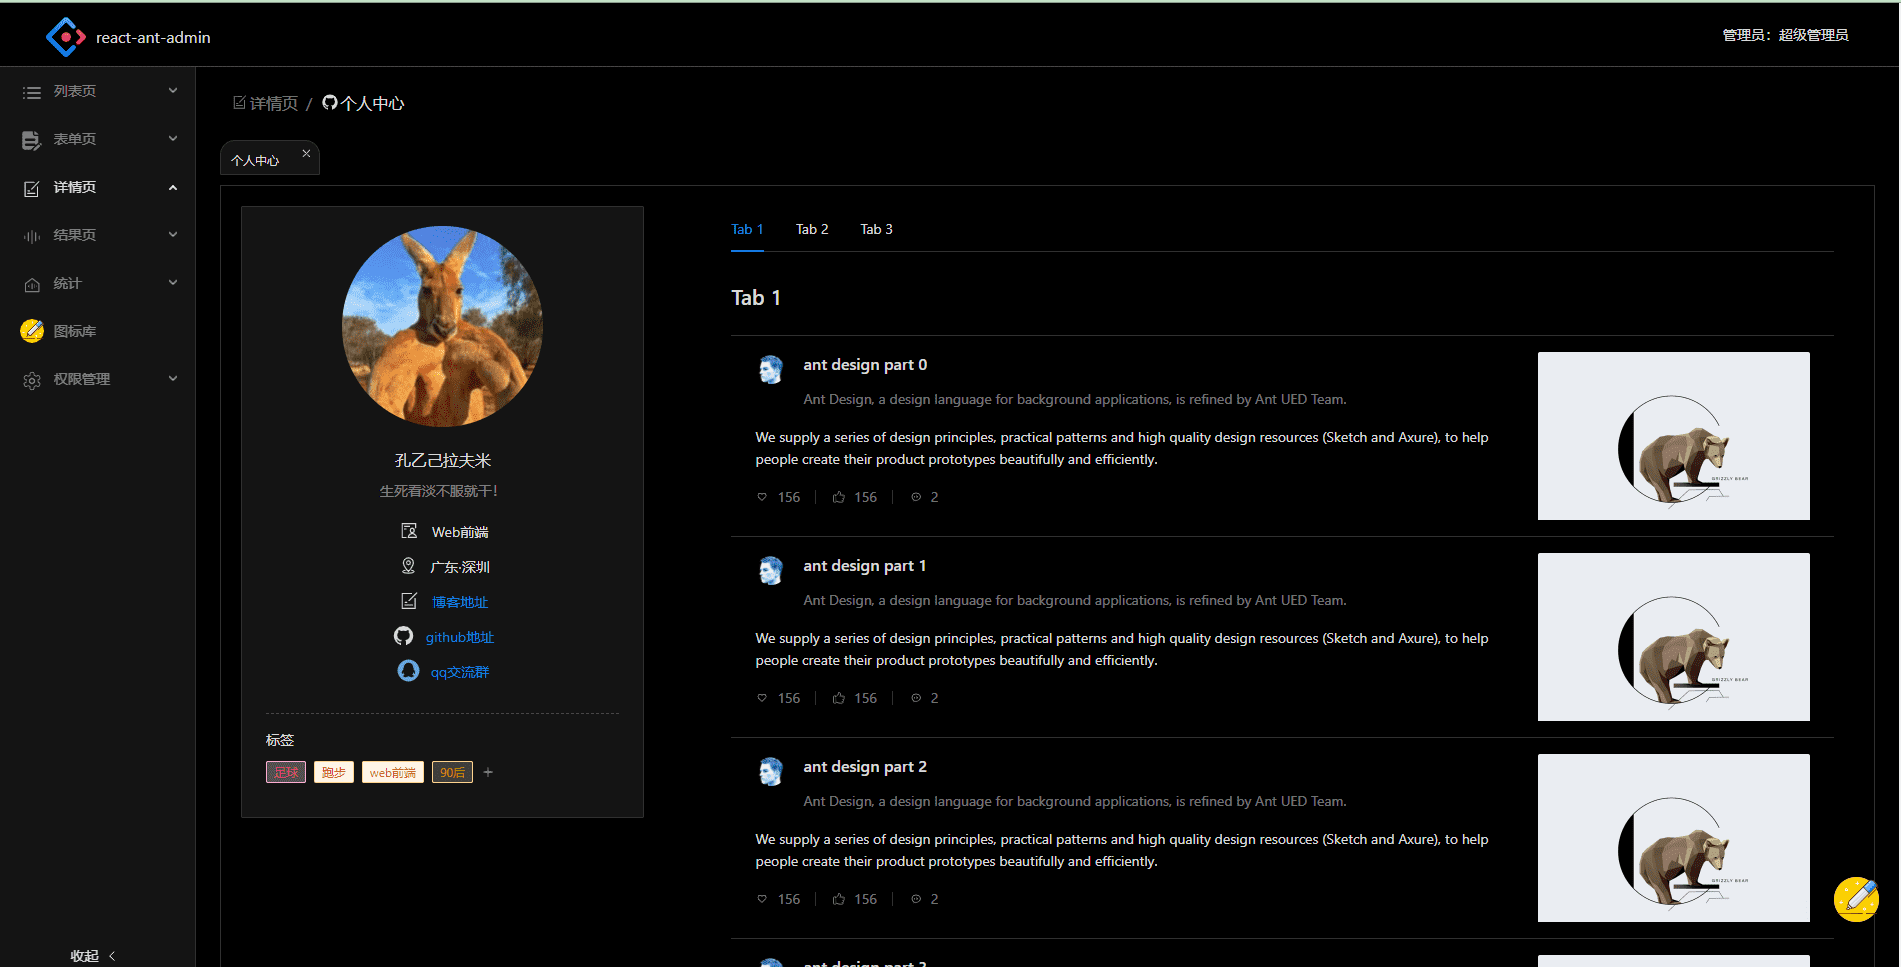 react-ant-admin
管理员：超级管理员
列表页
表单页
详情页
结果页
统计
图标库
权限管理
收起
详情页 / 个人中心
个人中心
孔乙己拉夫米
生死看淡不服就干！
Web前端
广东·深圳
博客地址
github地址
qq交流群
标签
足球 跑步 web前端 90后
Tab 1 Tab 2 Tab 3
Tab 1
ant design part 0
Ant Design, a design language for background applications, is refined by Ant UED Team.
We supply a series of design principles, practical patterns and high quality design resources (Sketch and Axure), to help
people create their product prototypes beautifully and efficiently.
156 156 2
GRIZZLY BEAR
ant design part 1
Ant Design, a design language for background applications, is refined by Ant UED Team.
We supply a series of design principles, practical patterns and high quality design resources (Sketch and Axure), to help
people create their product prototypes beautifully and efficiently.
156 156 2
GRIZZLY BEAR
ant design part 2
Ant Design, a design language for background applications, is refined by Ant UED Team.
We supply a series of design principles, practical patterns and high quality design resources (Sketch and Axure), to help
people create their product prototypes beautifully and efficiently.
156 156 2
GRIZZLY BEAR
ant design part 3